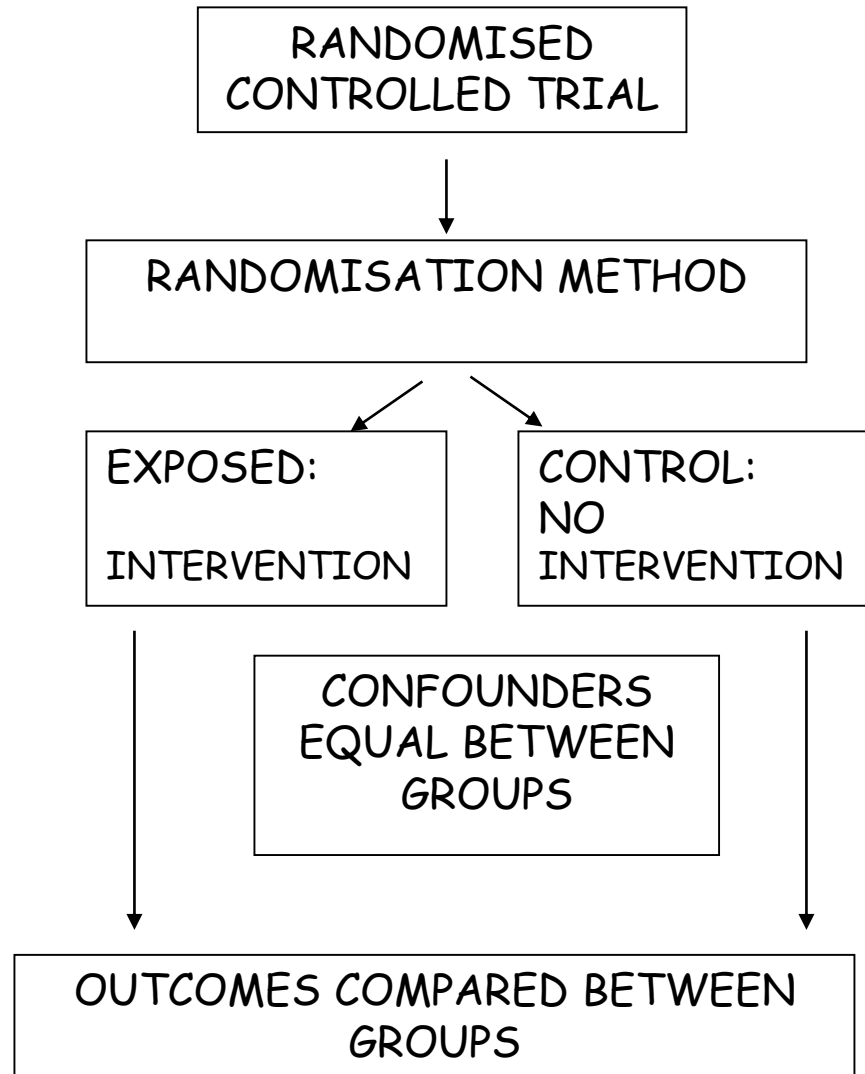 RANDOMISED
CONTROLLED TRIAL
RANDOMISATION METHOD
EXPOSED:
INTERVENTION
CONTROL:
NO
INTERVENTION
CONFOUNDERS
EQUAL BETWEEN
GROUPS
OUTCOMES COMPARED BETWEEN
GROUPS